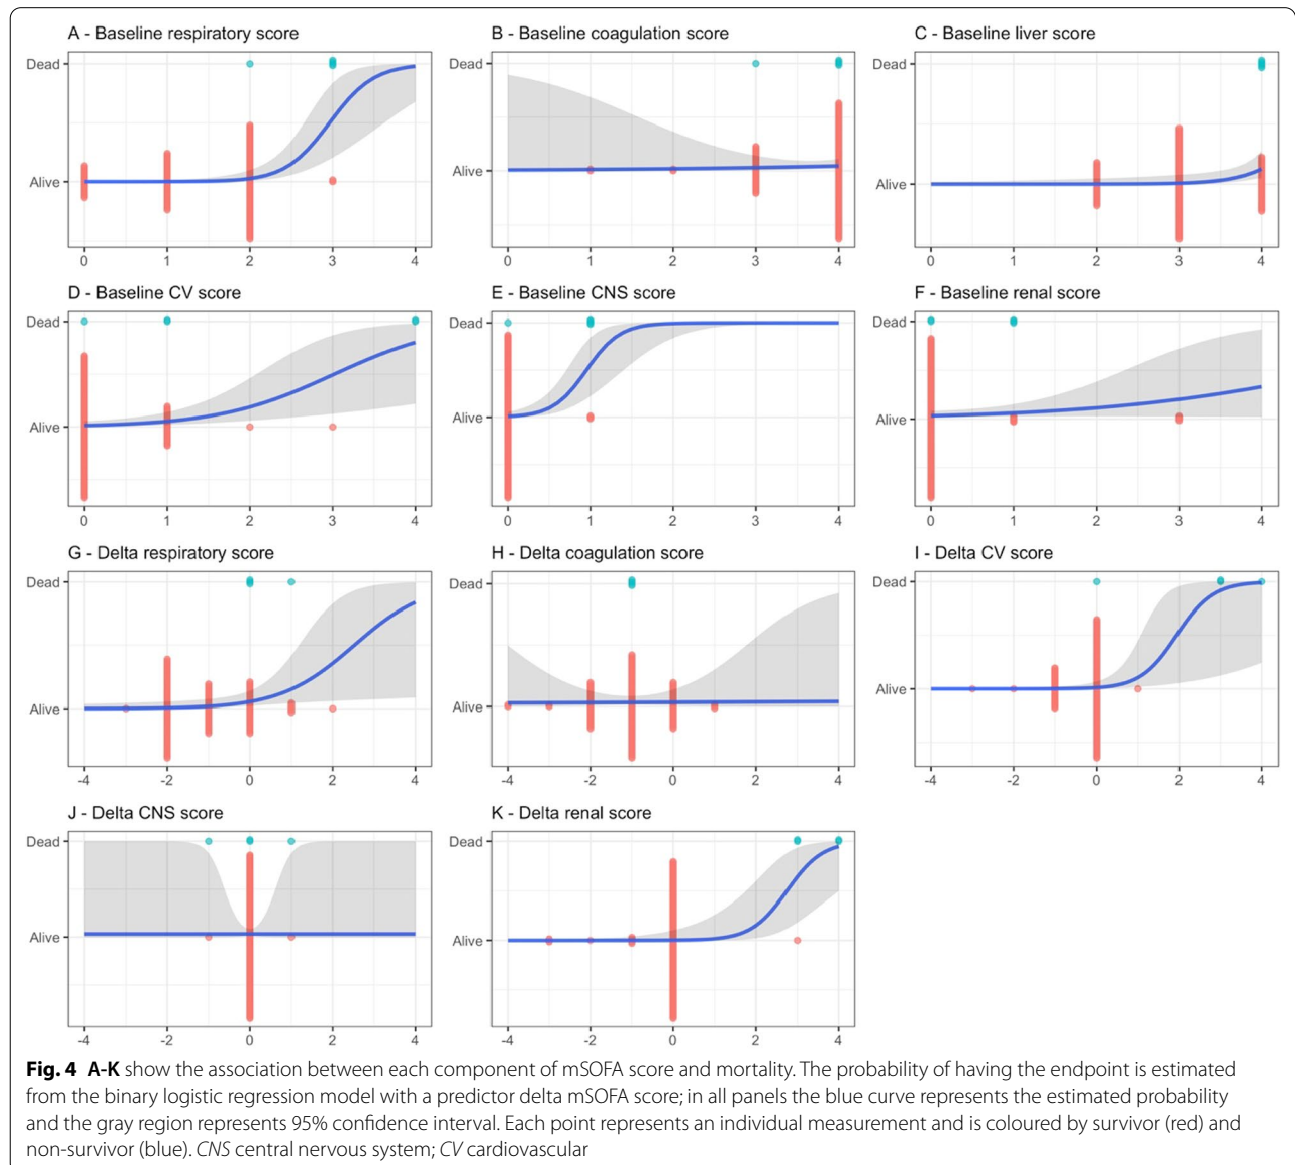 A - Baseline respiratory score
B - Baseline coagulation score
C - Baseline liver score
Dead
Alive
0 1 2 3 4
Dead
Alive
0 1 2 3 4
Dead
Alive
0 1 2 3 4
D - Baseline CV score
E - Baseline CNS score
F - Baseline renal score
Dead
Alive
0 1 2 3 4
Dead
Alive
0 1 2 3 4
Dead
Alive
0 1 2 3 4
G - Delta respiratory score
H - Delta coagulation score
I - Delta CV score
Dead
Alive
-4 -2 0 2 4
Dead
Alive
-4 -2 0 2 4
Dead
Alive
-4 -2 0 2 4
J - Delta CNS score
K - Delta renal score
Dead
Alive
-4 -2 0 2 4
Dead
Alive
-4 -2 0 2 4
Fig. 4 A-K show the association between each component of mSOFA score and mortality. The probability of having the endpoint is estimated
from the binary logistic regression model with a predictor delta mSOFA score; in all panels the blue curve represents the estimated probability
and the gray region represents 95% confidence interval. Each point represents an individual measurement and is coloured by survivor (red) and
non-survivor (blue). CNS central nervous system; CV cardiovascular